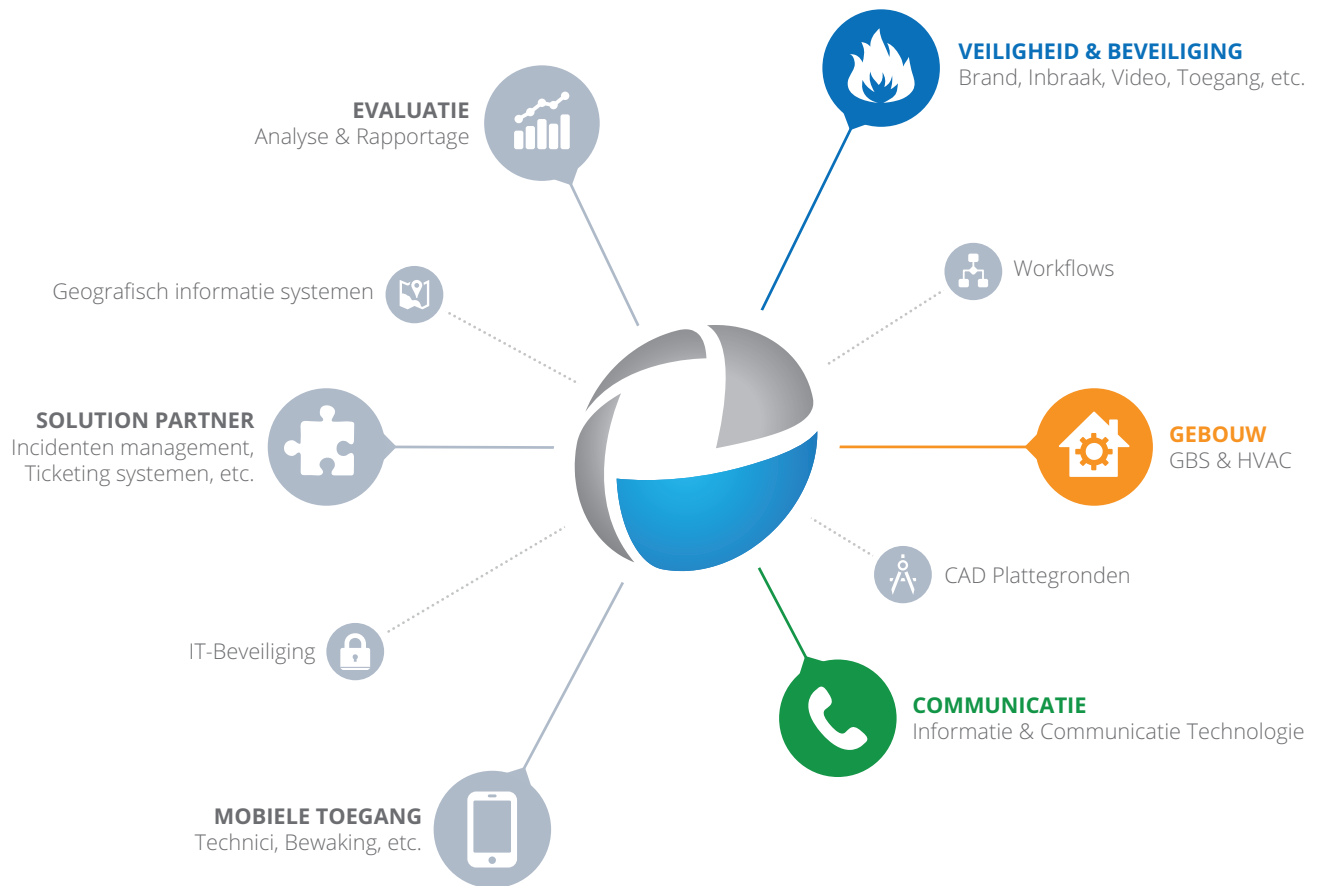 VEILIGHEID & BEVEILIGING
Brand, Inbraak, Video, Toegang, etc.
EVALUATIE
Analyse & Rapportage
Workflows
Geografisch informatie systemen
SOLUTION PARTNER
Incidenten management,
Ticketing systemen, etc.
GEBOUW
GBS & HVAC
CAD Plattegronden
IT-Beveiliging
COMMUNICATIE
Informatie & Communicatie Technologie
MOBIELE TOEGANG
Technici, Bewaking, etc.